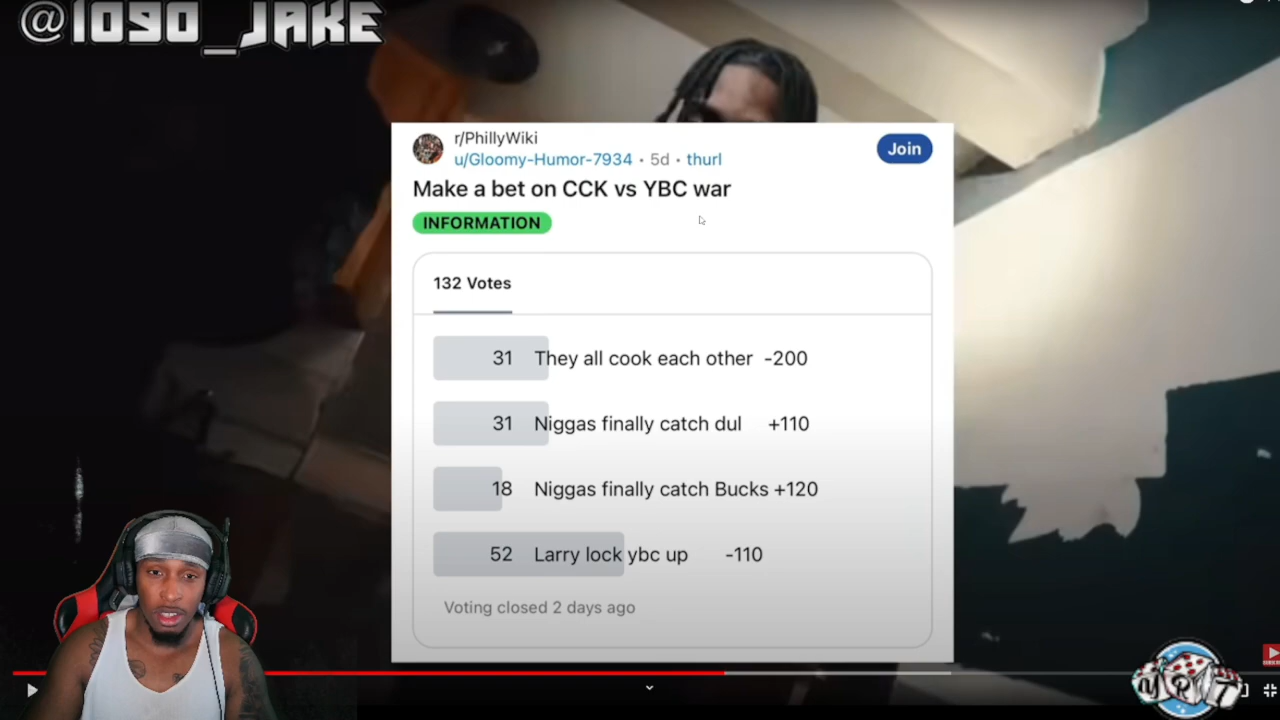 @1090_JAKE
r/PhillyWiki
u/Gloomy-Humor-7934 • 5d • thurl
Join
Make a bet on CCK vs YBC war
INFORMATION
132 Votes
31 They all cook each other -200
31 Niggas finally catch dul +110
18 Niggas finally catch Bucks +120
52 Larry lock ybc up -110
Voting closed 2 days ago